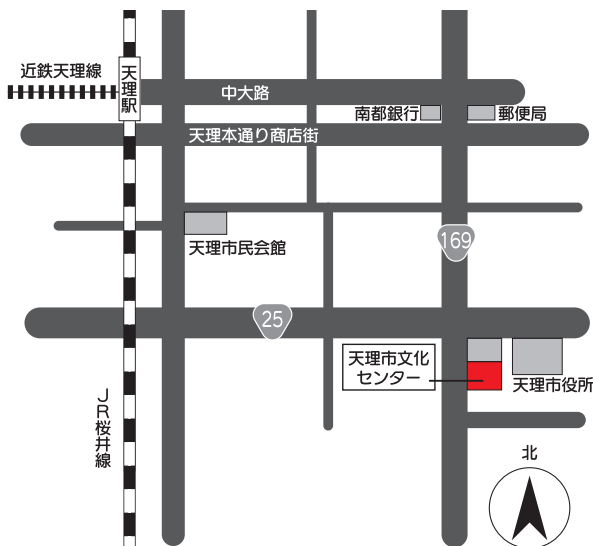 近鉄天理線
天理駅
中大路
南都銀行
郵便局
天理本通り商店街
天理市民会館
169
25
天理市文化
センター
天理市役所
JR桜井線
北